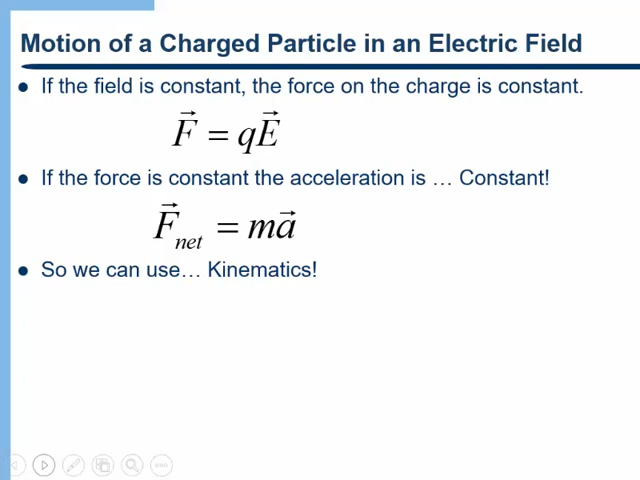 Motion of a Charged Particle in an Electric Field
● If the field is constant, the force on the charge is constant.
F⃗ = qE⃗
● If the force is constant the acceleration is … Constant!
F⃗_net = ma⃗
● So we can use… Kinematics!